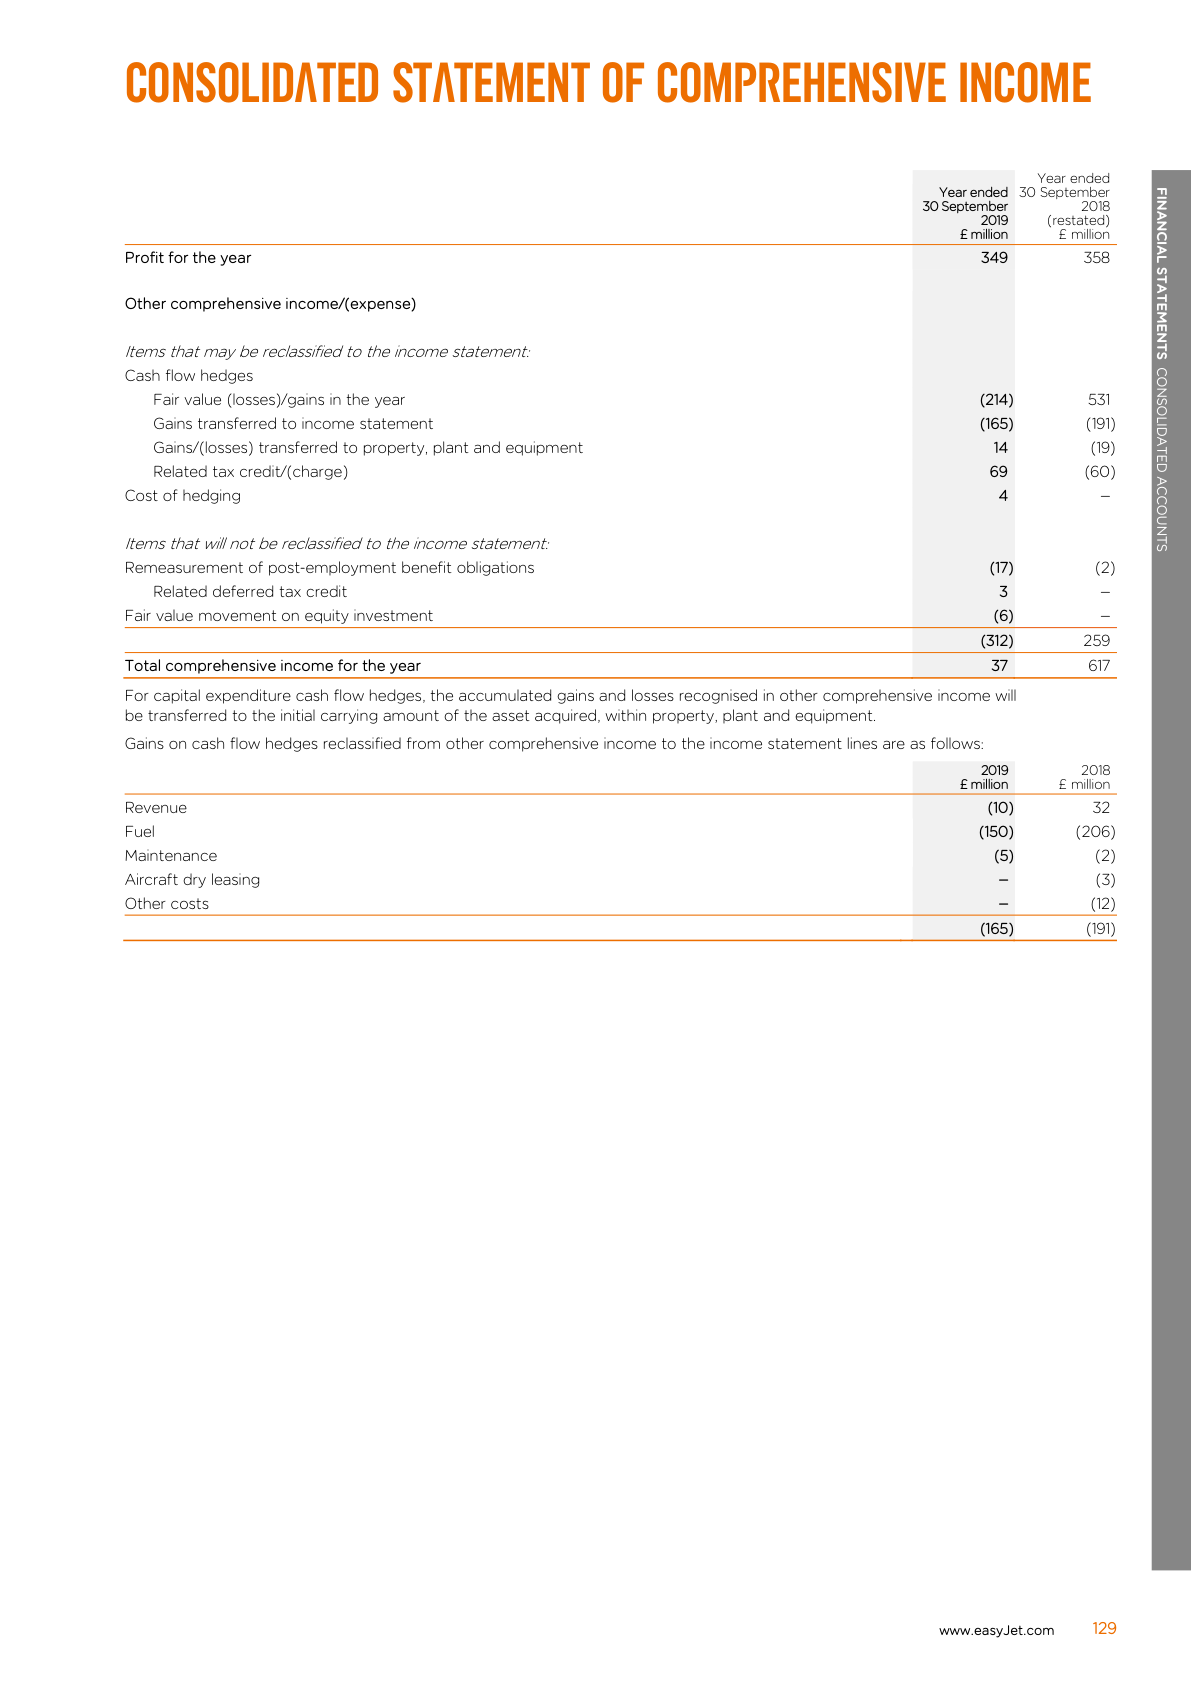 CONSOLIDATED STATEMENT OF COMPREHENSIVE INCOME
Year ended 30 September 2019 £ million
Year ended 30 September 2018 (restated) £ million
Profit for the year 349 358
Other comprehensive income/(expense)
Items that may be reclassified to the income statement:
Cash flow hedges
Fair value (losses)/gains in the year (214) 531
Gains transferred to income statement (165) (191)
Gains/(losses) transferred to property, plant and equipment 14 (19)
Related tax credit/(charge) 69 (60)
Cost of hedging 4 –
Items that will not be reclassified to the income statement:
Remeasurement of post-employment benefit obligations (17) (2)
Related deferred tax credit 3 –
Fair value movement on equity investment (6) –
(312) 259
Total comprehensive income for the year 37 617
For capital expenditure cash flow hedges, the accumulated gains and losses recognised in other comprehensive income will
be transferred to the initial carrying amount of the asset acquired, within property, plant and equipment.
Gains on cash flow hedges reclassified from other comprehensive income to the income statement lines are as follows:
2019 2018
£ million £ million
Revenue (10) 32
Fuel (150) (206)
Maintenance (5) (2)
Aircraft dry leasing – (3)
Other costs – (12)
(165) (191)
FINANCIAL STATEMENTS CONSOLIDATED ACCOUNTS
www.easyJet.com 129